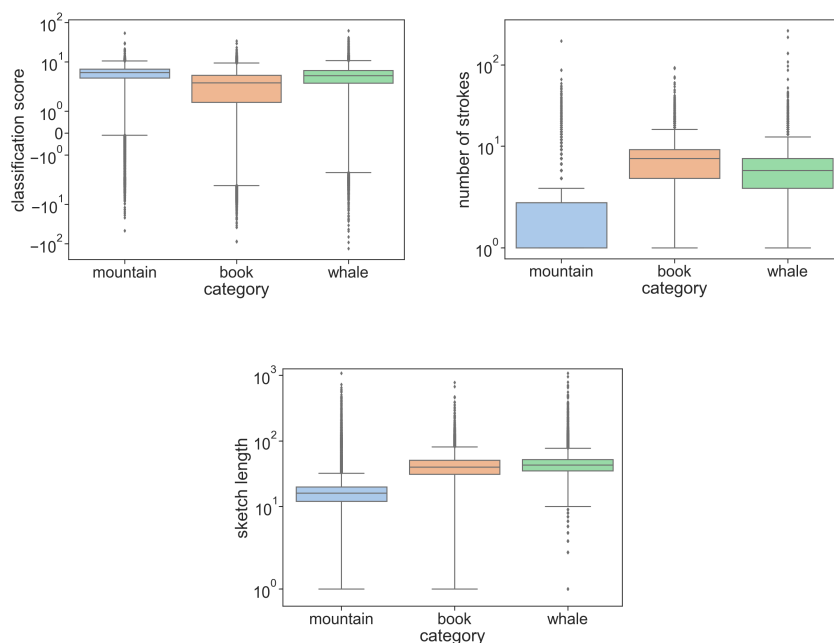 classification score
10²
10¹
10⁰
0
−10⁰
−10¹
−10²
mountain book whale
category
number of strokes
10²
10¹
10⁰
mountain book whale
category
sketch length
10³
10²
10¹
10⁰
mountain book whale
category